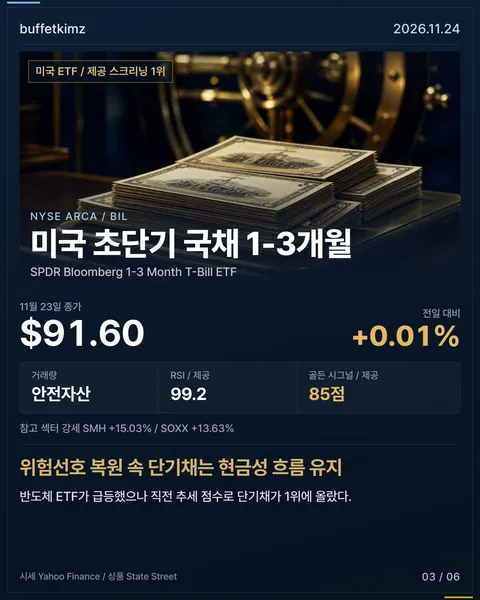 buffetkimz
2026.11.24
미국 ETF / 제공 스크리닝 1위
NYSE ARCA / BIL
미국 초단기 국채 1-3개월
SPDR Bloomberg 1-3 Month T-Bill ETF
11월 23일 종가
전일 대비
$91.60
+0.01%
거래량
RSI / 제공
골든 시그널 / 제공
안전자산
99.2
85점
참고 섹터 강세 SMH +15.03% / SOXX +13.63%
위험선호 복원 속 단기채는 현금성 흐름 유지
반도체 ETF가 급등했으나 직전 추세 점수로 단기채가 1위에 올랐다.
시세 Yahoo Finance / 상품 State Street
03 / 06